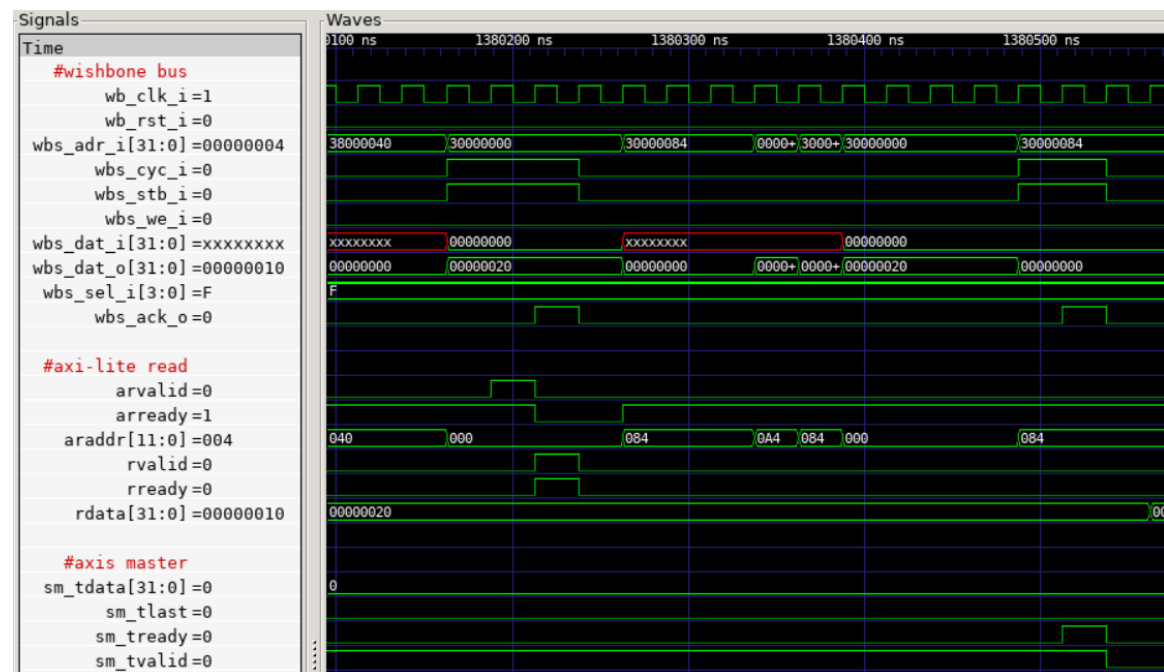 Signals Waves
Time 0100 ns 1380200 ns 1380300 ns 1380400 ns 1380500 ns
#wishbone bus
wb_clk_i=1
wb_rst_i=0
wbs_adr_i[31:0]=00000004 38000040 30000000 30000084 0000+ 3000+ 30000000 30000084
wbs_cyc_i=0
wbs_stb_i=0
wbs_we_i=0
wbs_dat_i[31:0]=xxxxxxxx xxxxxxxx 00000000 xxxxxxxx 00000000
wbs_dat_o[31:0]=00000010 00000000 00000020 00000000 0000+ 0000+ 00000020 00000000
wbs_sel_i[3:0]=F F
wbs_ack_o=0
#axi-lite read
arvalid=0
arready=1
araddr[11:0]=004 040 000 084 0A4 084 000 084
rvalid=0
rready=0
rdata[31:0]=00000010 00000020 00
#axis master
sm_tdata[31:0]=0 0
sm_tlast=0
sm_tready=0
sm_tvalid=0